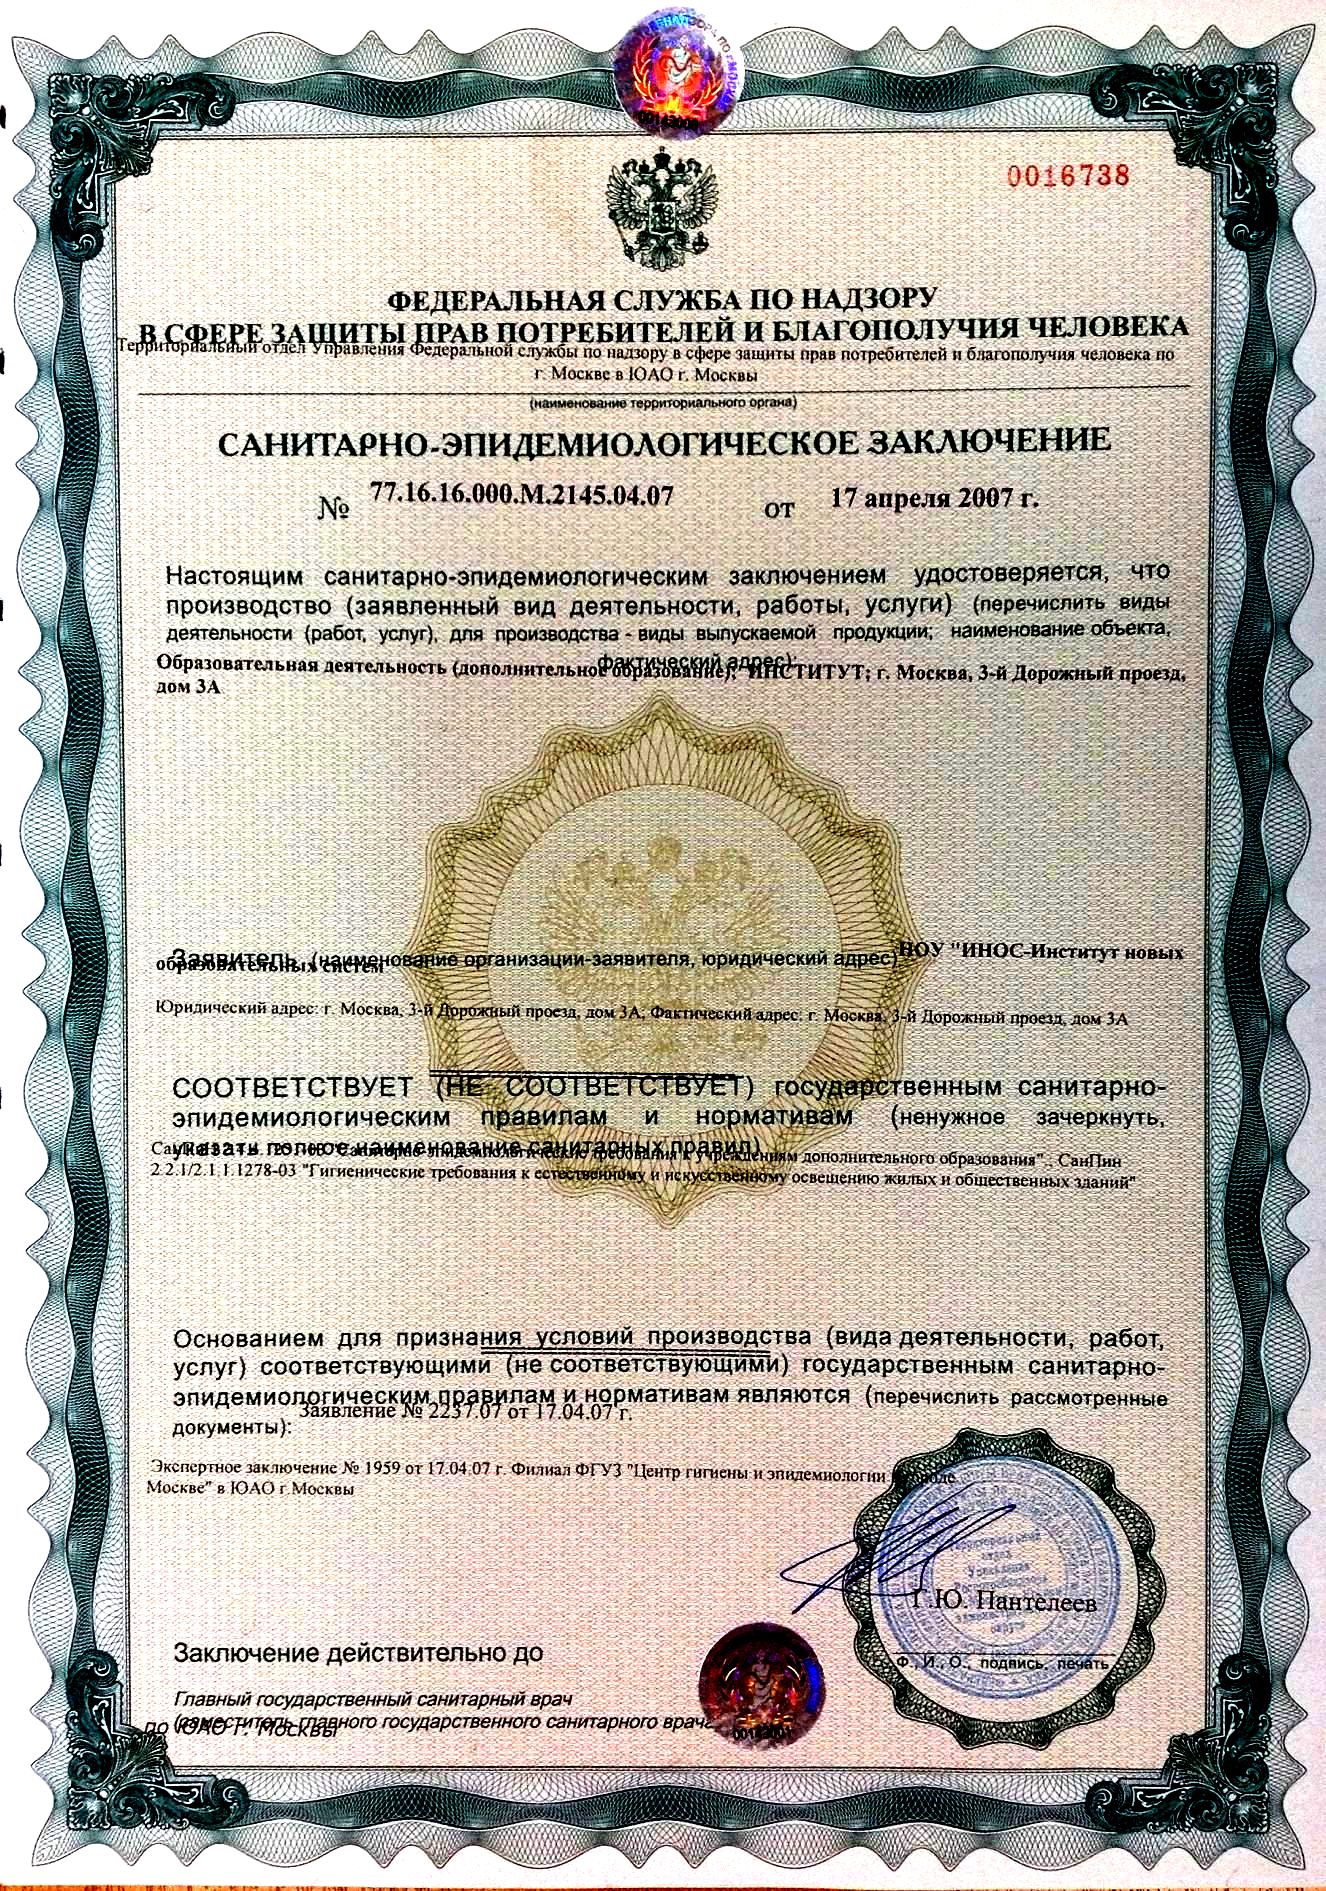 0016738
ФЕДЕРАЛЬНАЯ СЛУЖБА ПО НАДЗОРУ
В СФЕРЕ ЗАЩИТЫ ПРАВ ПОТРЕБИТЕЛЕЙ И БЛАГОПОЛУЧИЯ ЧЕЛОВЕКА
Территориальный отдел Управления Федеральной службы по надзору в сфере защиты прав потребителей и благополучия человека по
г. Москве в ЮАО г. Москвы
(наименование территориального органа)
САНИТАРНО-ЭПИДЕМИОЛОГИЧЕСКОЕ ЗАКЛЮЧЕНИЕ
№ 77.16.16.000.М.2145.04.07 от 17 апреля 2007 г.
Настоящим санитарно-эпидемиологическим заключением удостоверяется, что
производство (заявленный вид деятельности, работы, услуги) (перечислить виды
деятельности (работ, услуг), для производства - виды выпускаемой продукции; наименование объекта,
фактический адрес):
Образовательная деятельность (дополнительное образование); "ИНСТИТУТ; г. Москва, 3-й Дорожный проезд,
дом 3А
Заявитель (наименование организации-заявителя, юридический адрес) НОУ "ИНОС-Институт новых
образовательных систем"
Юридический адрес: г. Москва, 3-й Дорожный проезд, дом 3А; Фактический адрес: г. Москва, 3-й Дорожный проезд, дом 3А
СООТВЕТСТВУЕТ (НЕ СООТВЕТСТВУЕТ) государственным санитарно-
эпидемиологическим правилам и нормативам (ненужное зачеркнуть,
указать полное наименование санитарных правил)
"Санитарно-эпидемиологические требования к учреждениям дополнительного образования" ; СанПин
2.2.1/2.1.1.1278-03 "Гигиенические требования к естественному и искусственному освещению жилых и общественных зданий"
Основанием для признания условий производства (вида деятельности, работ,
услуг) соответствующими (не соответствующими) государственным санитарно-
эпидемиологическим правилам и нормативам являются (перечислить рассмотренные
документы): Заявление № 2237.07 от 17.04.07 г.
Экспертное заключение № 1959 от 17.04.07 г. Филиал ФГУЗ "Центр гигиены и эпидемиологии
Москве" в ЮАО г Москвы
Г.Ю. Пантелеев
Ф., И., О., подпись, печать
Заключение действительно до
Главный государственный санитарный врач
(заместитель главного государственного санитарного врача
по ЮАО г. Москвы